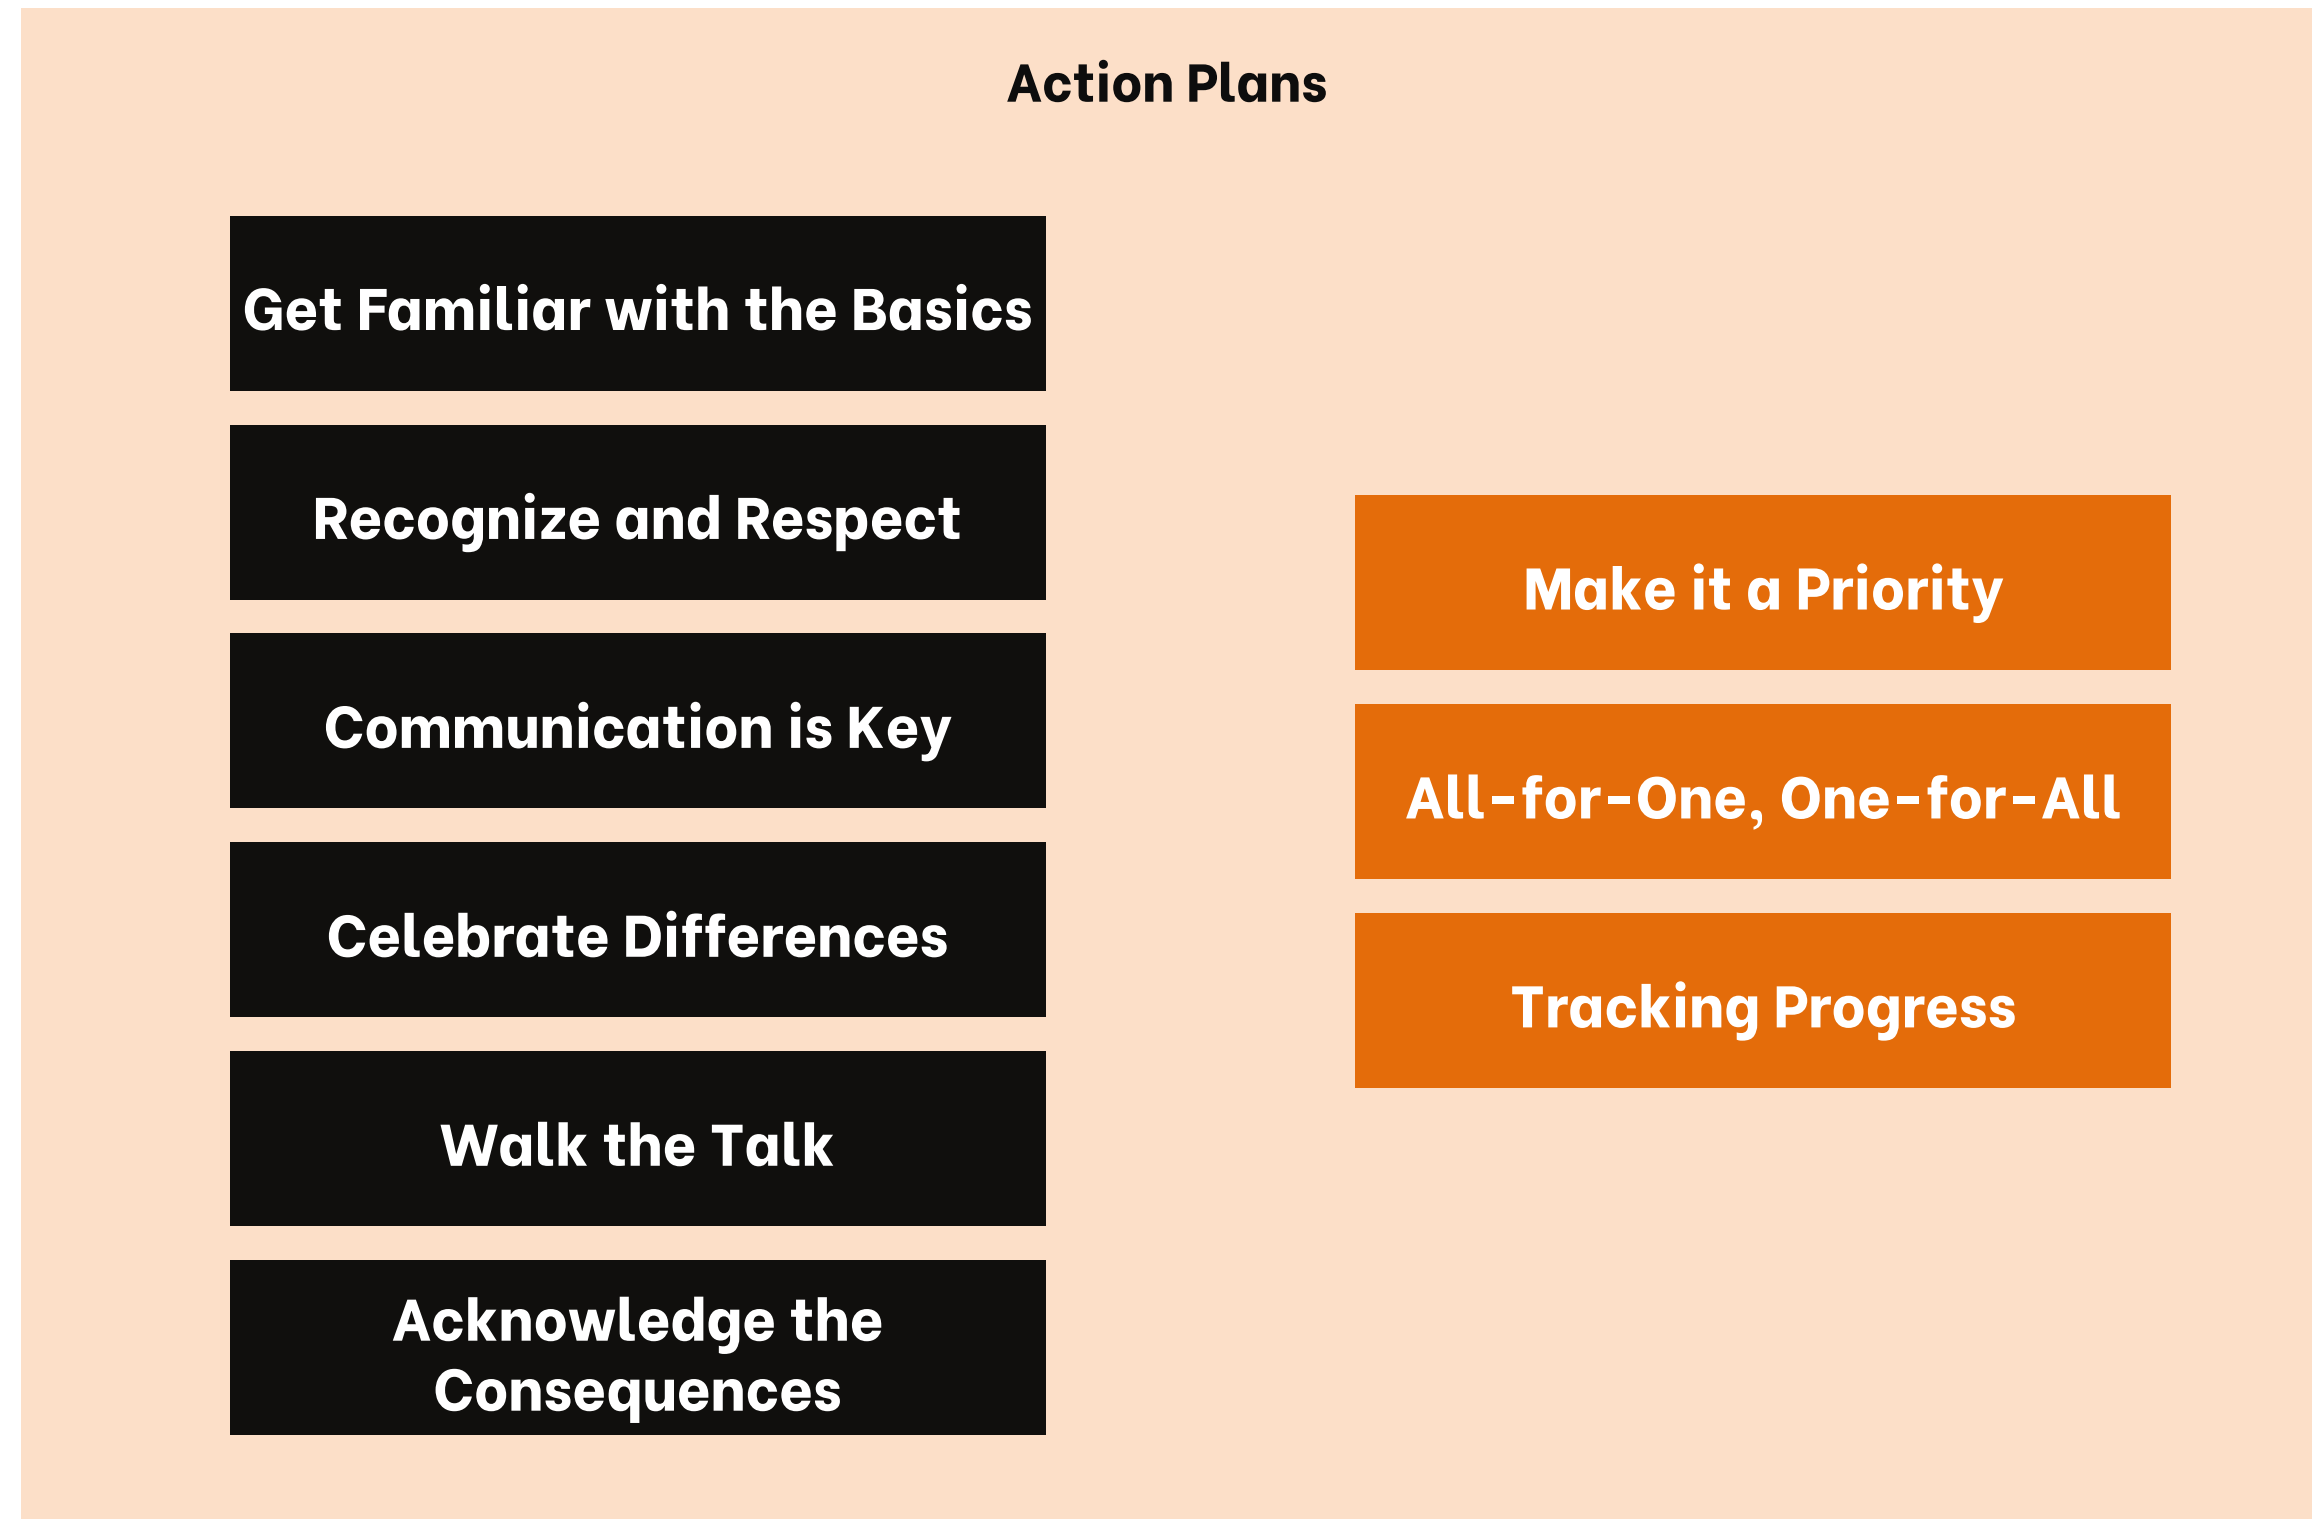 Action Plans
Get Familiar with the Basics
Recognize and Respect
Communication is Key
Celebrate Differences
Walk the Talk
Acknowledge the
Consequences
Make it a Priority
All-for-One, One-for-All
Tracking Progress